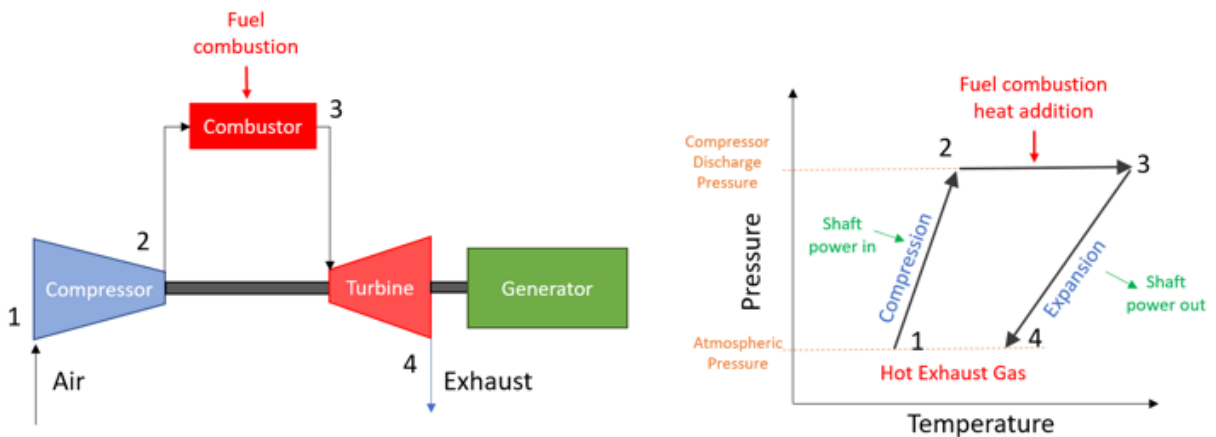 Fuel
combustion
Combustor
3
2
Compressor
Turbine
Generator
1
4
Air
Exhaust
Fuel combustion
heat addition
Compressor
Discharge
Pressure
2
3
Pressure
Shaft
power in
Compression
Expansion
Shaft
power out
Atmospheric
Pressure
1
4
Hot Exhaust Gas
Temperature